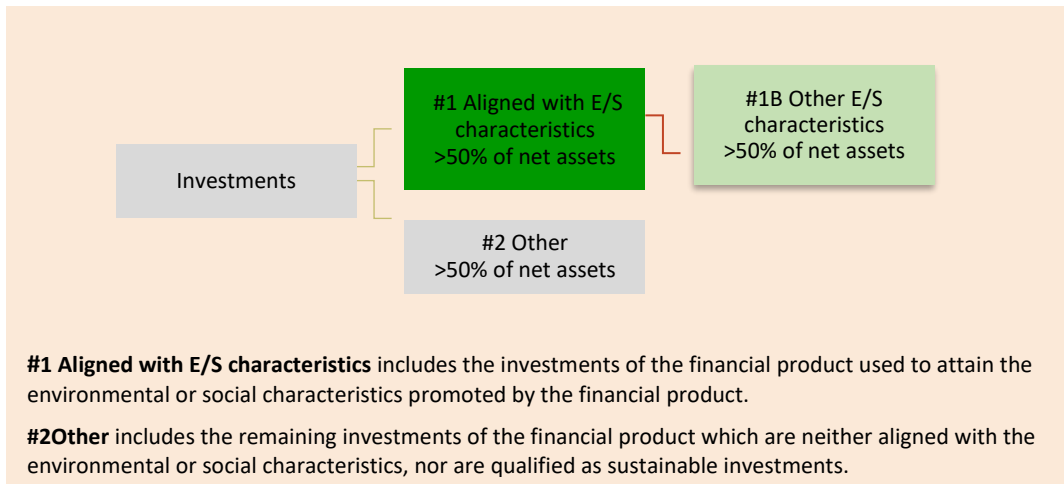 Investments
#1 Aligned with E/S
characteristics
>50% of net assets
#1B Other E/S
characteristics
>50% of net assets
#2 Other
>50% of net assets
#1 Aligned with E/S characteristics includes the investments of the financial product used to attain the
environmental or social characteristics promoted by the financial product.
#2Other includes the remaining investments of the financial product which are neither aligned with the
environmental or social characteristics, nor are qualified as sustainable investments.